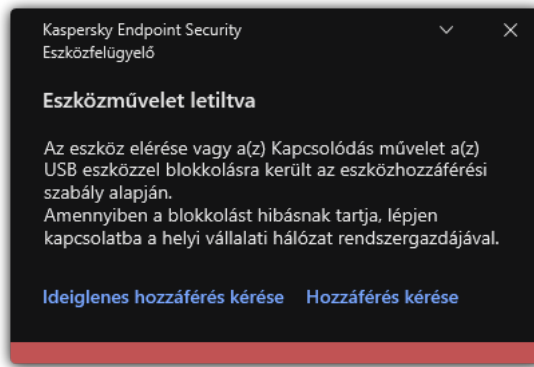 Kaspersky Endpoint Security
Eszközfelügyelő
Eszközművelet letiltva
Az eszköz elérése vagy a(z) Kapcsolódás művelet a(z)
USB eszközzel blokkolásra került az eszközhozzáférési
szabály alapján.
Amennyiben a blokkolást hibásnak tartja, lépjen
kapcsolatba a helyi vállalati hálózat rendszergazdájával.
Ideiglenes hozzáférés kérése Hozzáférés kérése